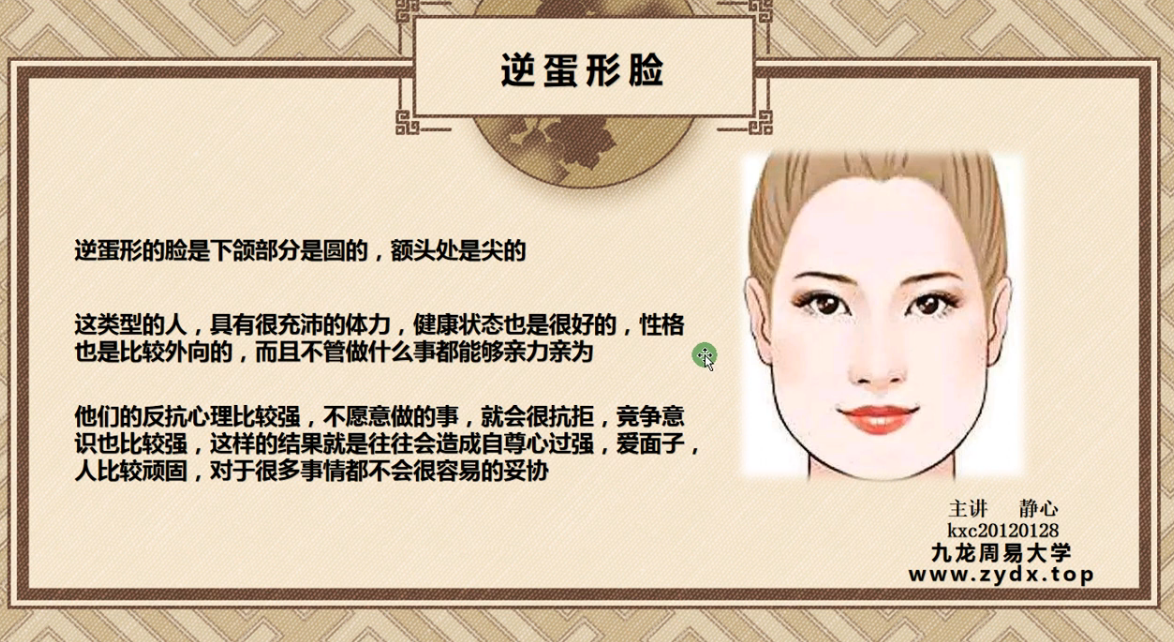 逆蛋形脸
逆蛋形的脸是下颌部分是圆的，额头处是尖的
这类型的人，具有很充沛的体力，健康状态也是很好的，性格
也是比较外向的，而且不管做什么事都能够亲力亲为
他们的反抗心理比较强，不愿意做的事，就会很抗拒，竞争意
识也比较强，这样的结果就是往往会造成自尊心过强，爱面子，
人比较顽固，对于很多事情都不会很容易的妥协
主讲 静心
kxc20120128
九龙周易大学
www.zydx.top